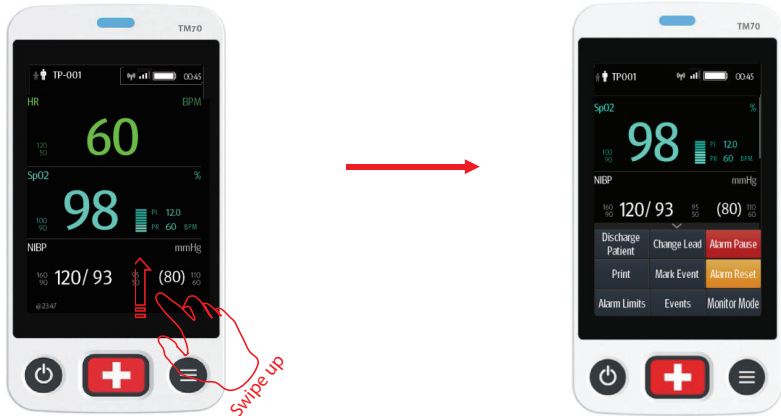 TM70
TP-001 00:45
HR BPM
120
50
60
SpO2 %
100
90
98
PI 12.0
PR 60 BPM
NIBP mmHg
160
90
120/ 93
95
50
(80)
110
60
@23:47
Swipe up
TM70
TP001 00:45
SpO2 %
100
90
98
PI 12.0
PR 60 BPM
NIBP mmHg
160
90
120/ 93
95
50
(80)
110
60
Discharge
Patient
Change Lead
Alarm Pause
Print
Mark Event
Alarm Reset
Alarm Limits
Events
Monitor Mode